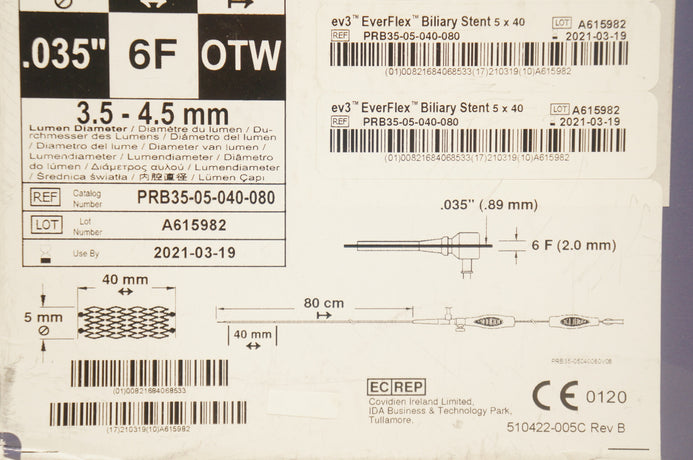 .035" 6F OTW
3.5 - 4.5 mm
Lumen Diameter / Diamètre du lumen / Du-
rchmesser des Lumens / Diámetro del lumen
/ Diametro del lume / Diameter van lumen /
Lumendiameter / Lumendiameter / Diâmetro
do lúmen / Διάμετρος αυλού / Lumendiameter
/ Średnica światła / 内腔直径 / Lümen Çapı
REF Catalog Number PRB35-05-040-080
LOT Lot Number A615982
Use By 2021-03-19
ev3™ EverFlex™ Biliary Stent 5 x 40 LOT A615982
REF PRB35-05-040-080 2021-03-19
(01)00821684068533(17)210319(10)A615982
ev3™ EverFlex™ Biliary Stent 5 x 40 LOT A615982
REF PRB35-05-040-080 2021-03-19
(01)00821684068533(17)210319(10)A615982
.035" (.89 mm)
6 F (2.0 mm)
40 mm
5 mm
80 cm
40 mm
(01)00821684068533
(17)210319(10)A615982
EC REP
Covidien Ireland Limited,
IDA Business & Technology Park,
Tullamore.
CE 0120
510422-005C Rev B